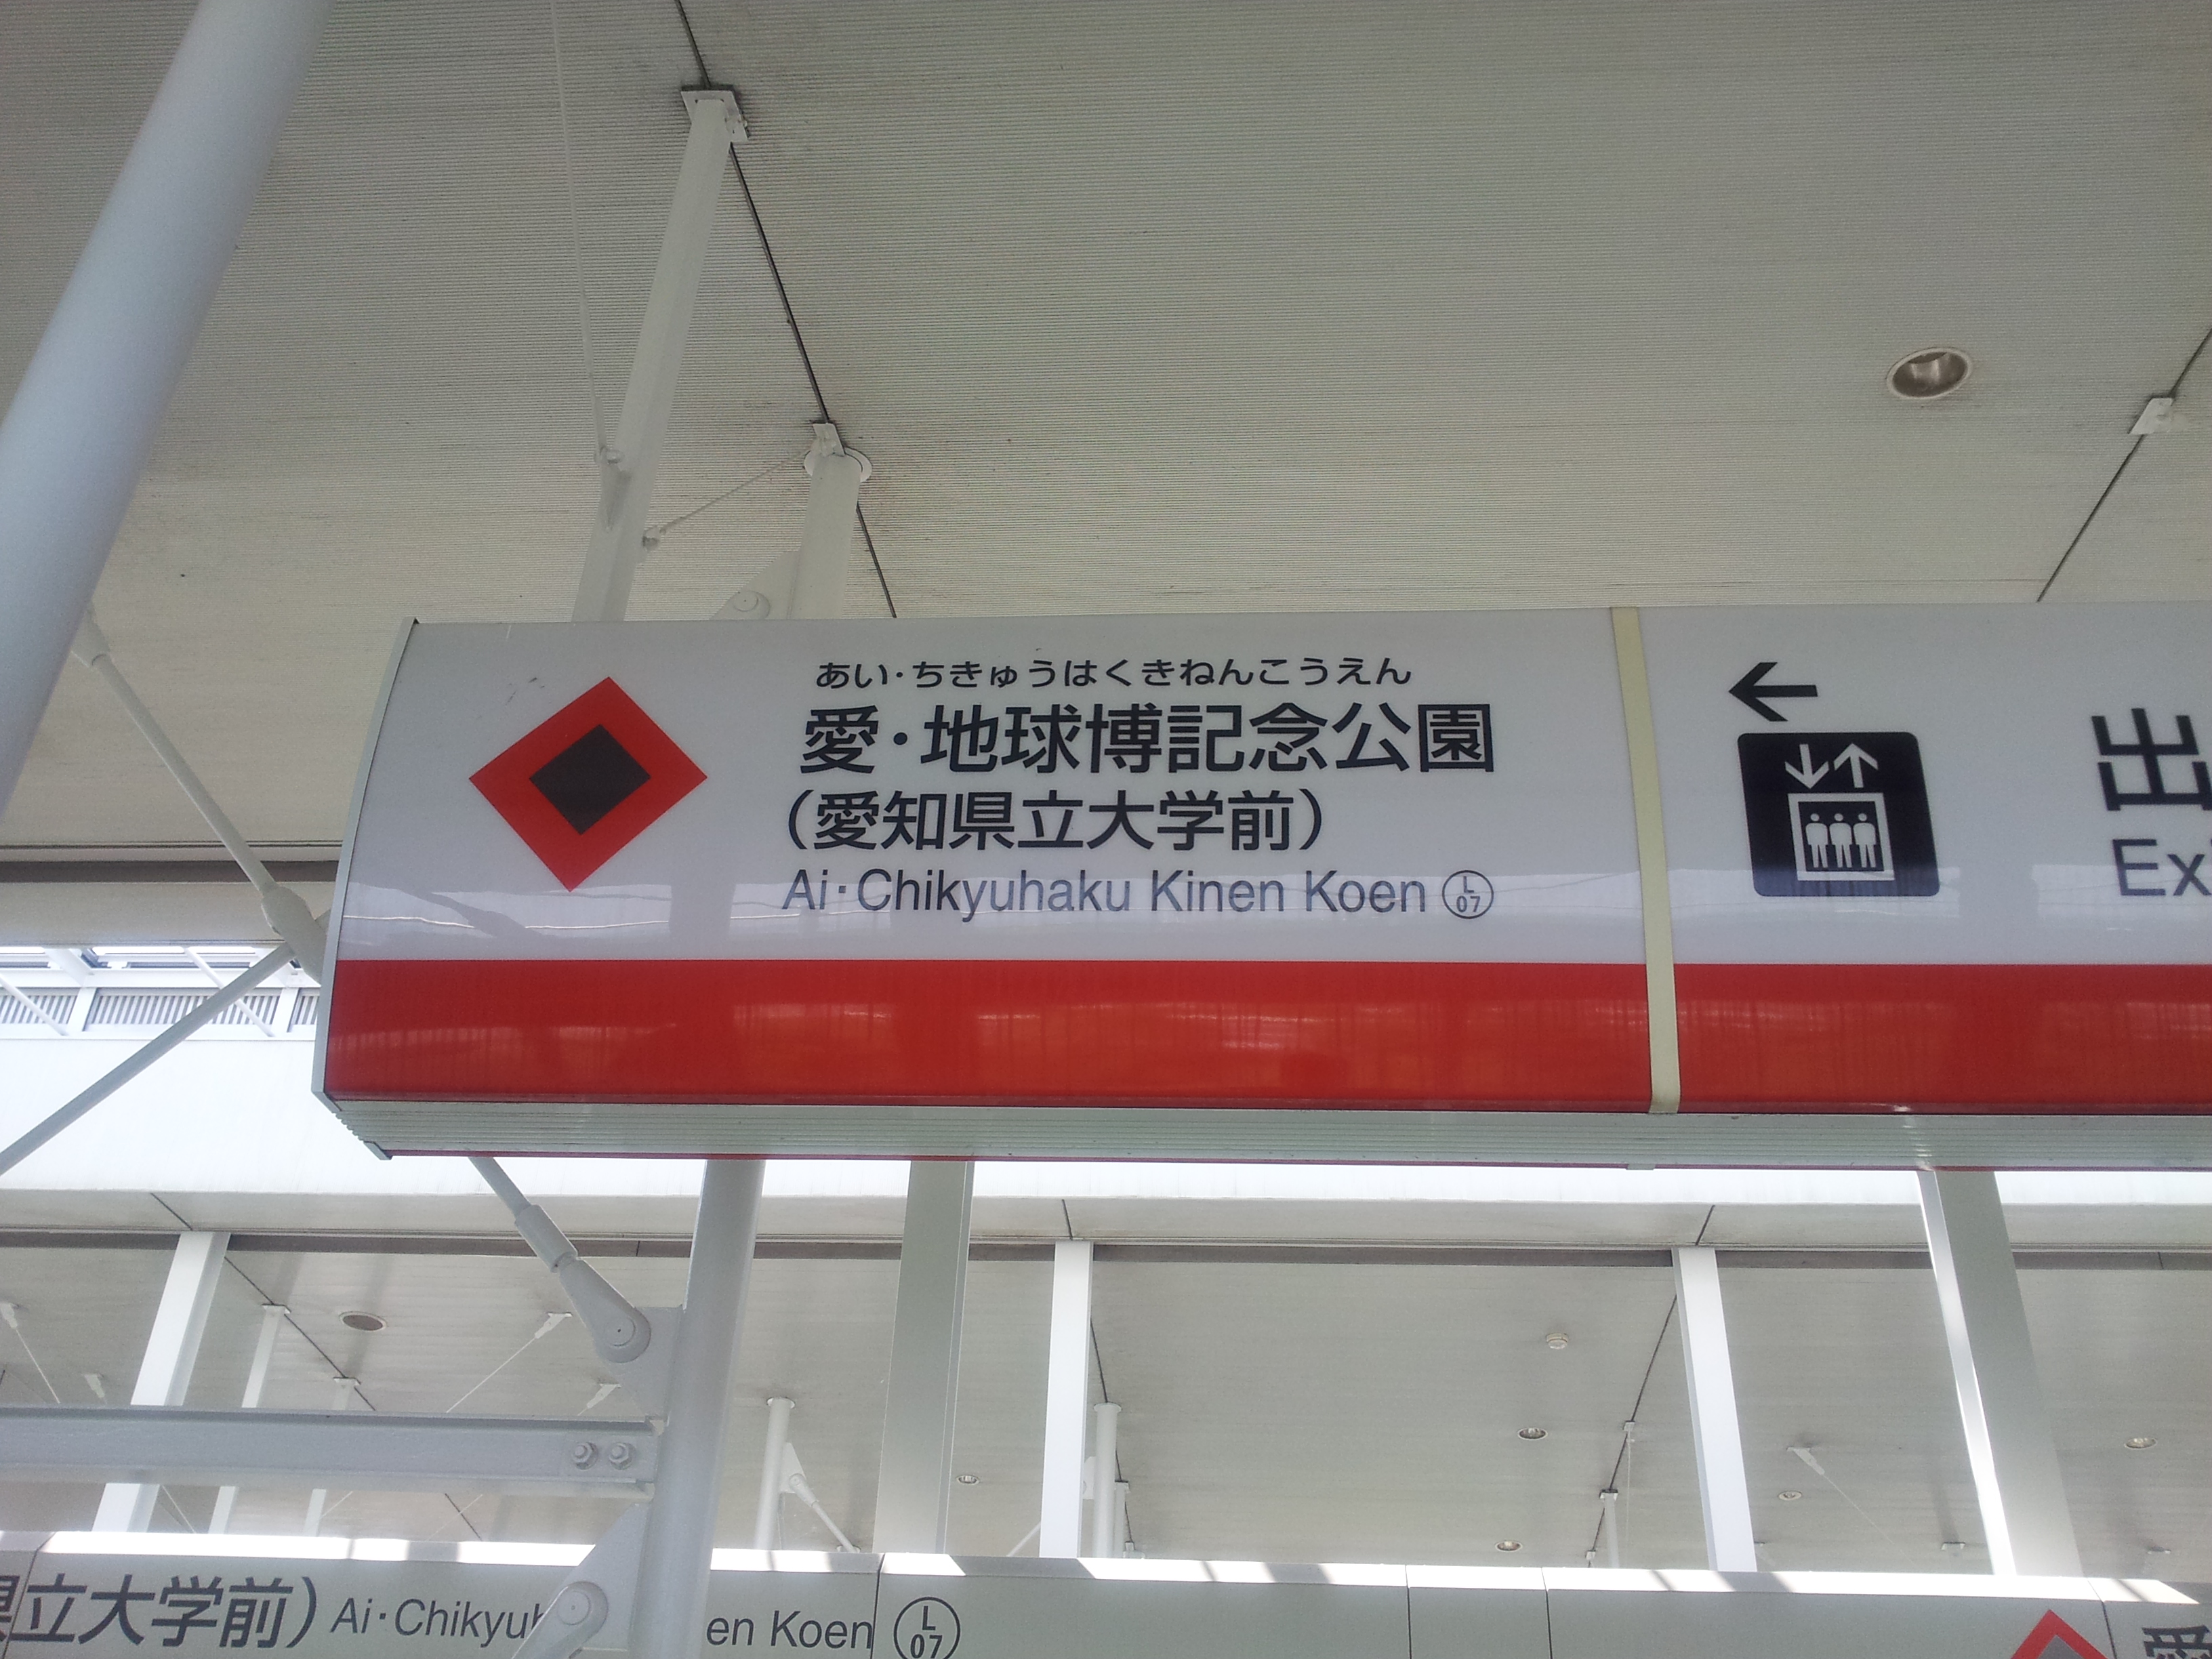 あい・ちきゅうはくきねんこうえん
愛・地球博記念公園
(愛知県立大学前)
Ai・Chikyuhaku Kinen Koen L 07
出
Ex
立大学前) Ai・Chikyu
en Koen L 07
愛